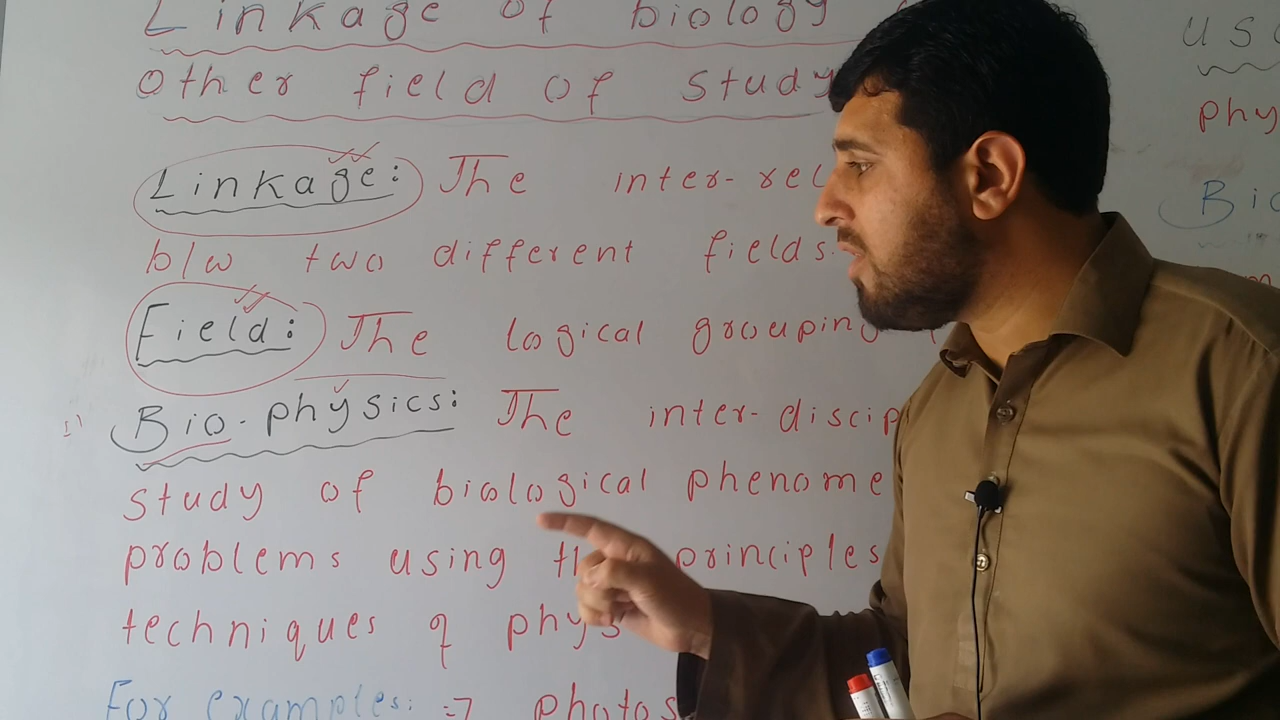 Linkage of biology
Other field of study
Linkage: The inter-rel
b/w two different fields.
Field: The logical grouping
1) Bio-physics: The inter-discip
study of biological phenome
problems using the principles
techniques of phys
For examples: => photos
us
phy
Bio